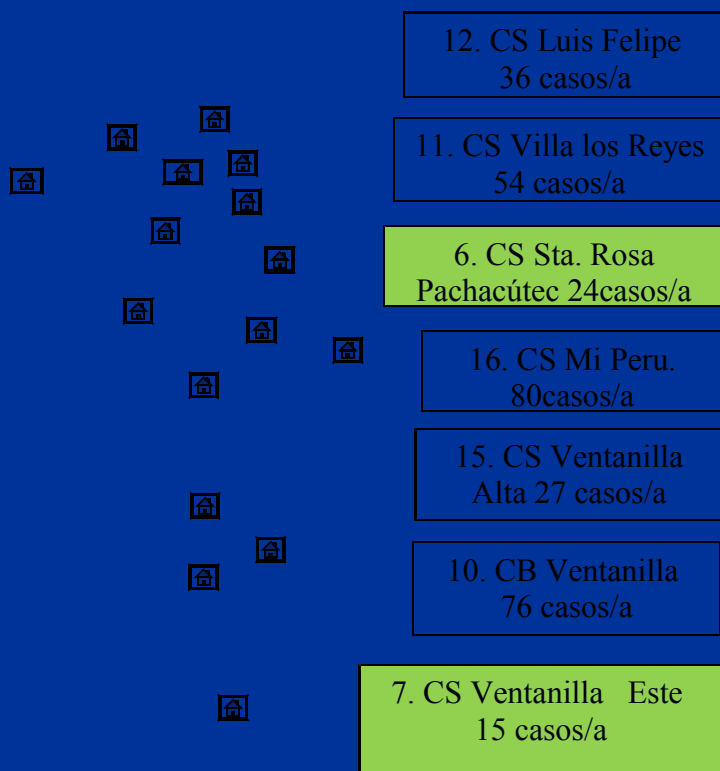 12. CS Luis Felipe
36 casos/a
11. CS Villa los Reyes
54 casos/a
6. CS Sta. Rosa
Pachacútec 24casos/a
16. CS Mi Peru.
80casos/a
15. CS Ventanilla
Alta 27 casos/a
10. CB Ventanilla
76 casos/a
7. CS Ventanilla Este
15 casos/a